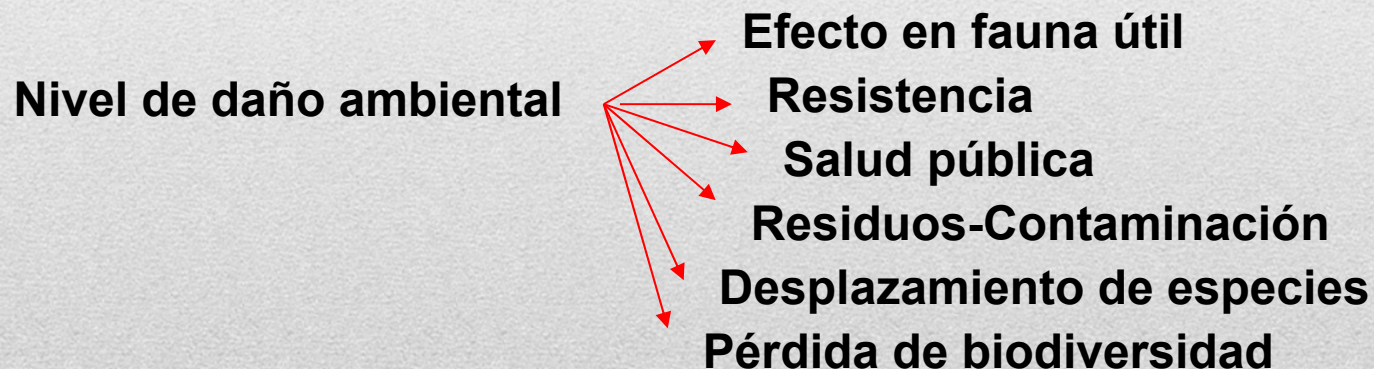 Efecto en fauna útil
Nivel de daño ambiental
Resistencia
Salud pública
Residuos-Contaminación
Desplazamiento de especies
Pérdida de biodiversidad